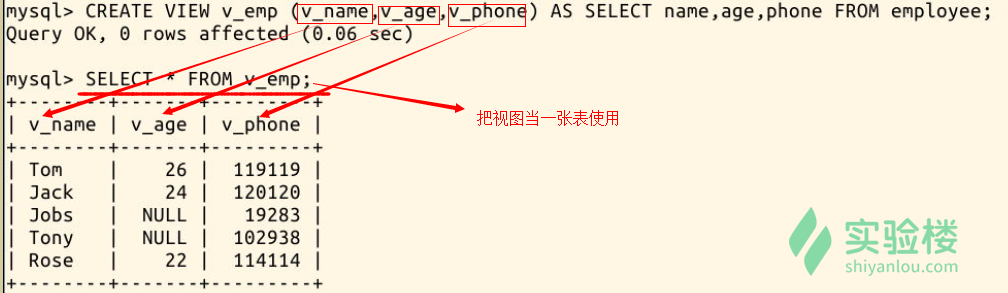 mysql> CREATE VIEW v_emp (v_name,v_age,v_phone) AS SELECT name,age,phone FROM employee;
Query OK, 0 rows affected (0.06 sec)
mysql> SELECT * FROM v_emp;
+--------+-------+---------+
| v_name | v_age | v_phone |
+--------+-------+---------+
| Tom    |    26 |  119119 |
| Jack   |    24 |  120120 |
| Jobs   |  NULL |   19283 |
| Tony   |  NULL |  102938 |
| Rose   |    22 |  114114 |
+--------+-------+---------+
把视图当一张表使用
实验楼
shiyanlou.com